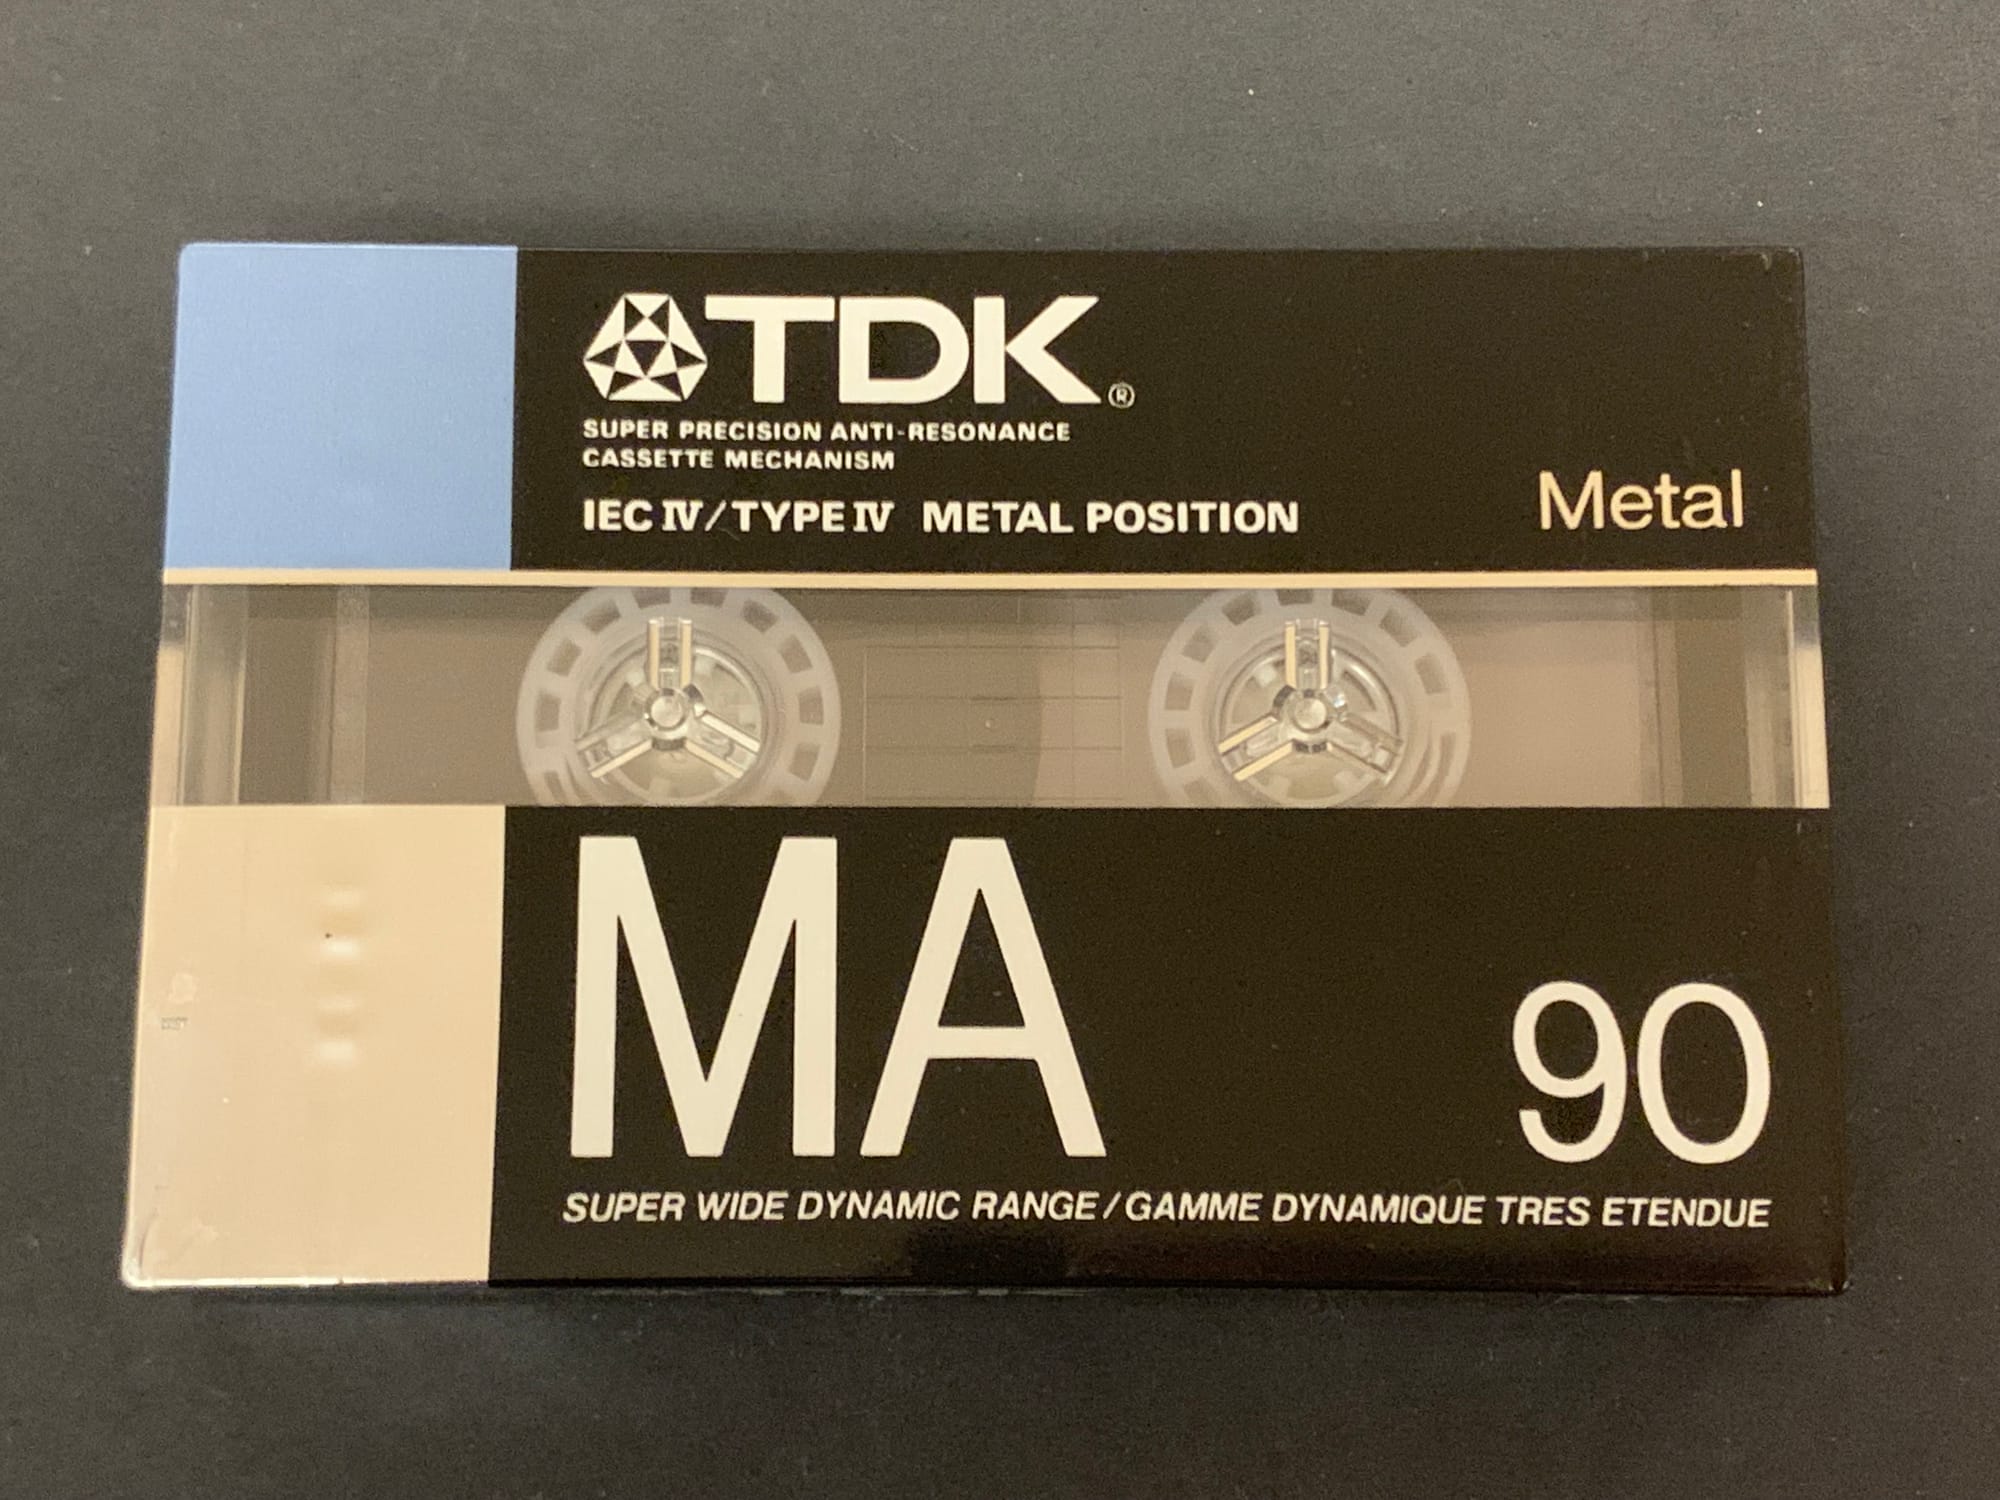 TDK®
SUPER PRECISION ANTI-RESONANCE
CASSETTE MECHANISM
IEC IV/TYPE IV METAL POSITION
Metal
MA
90
SUPER WIDE DYNAMIC RANGE/GAMME DYNAMIQUE TRES ETENDUE